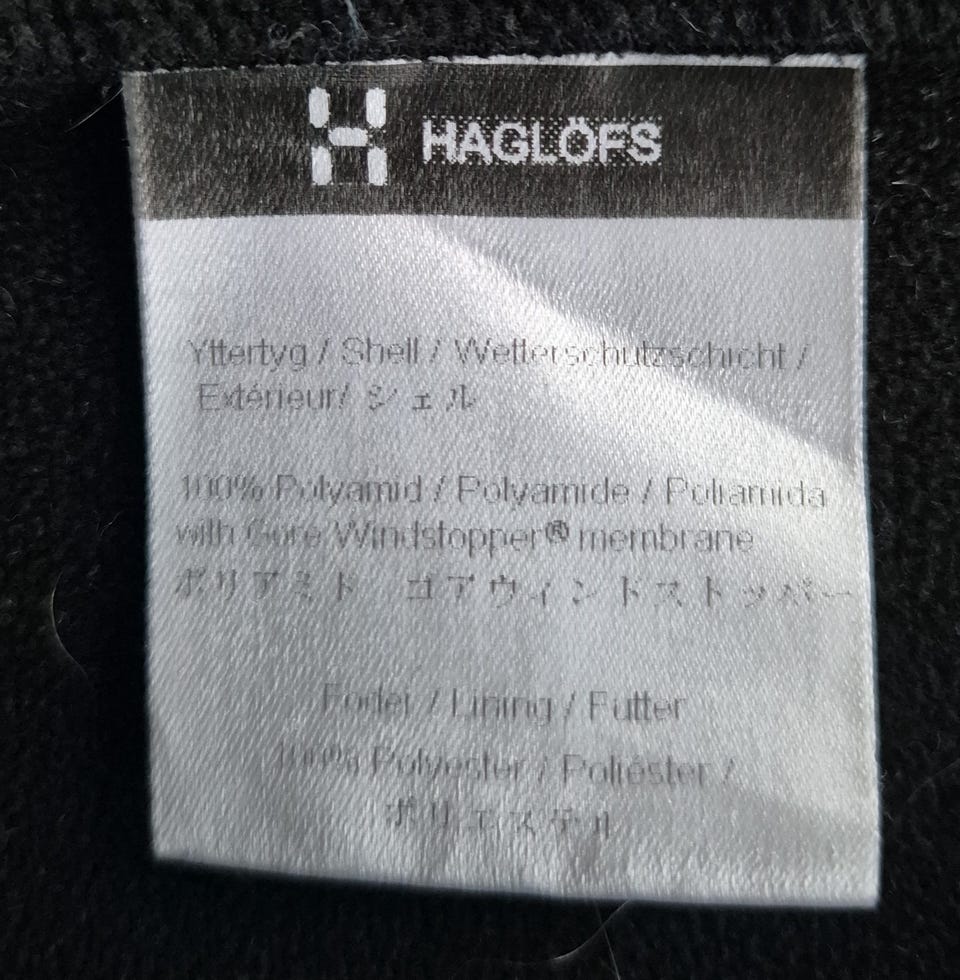 HAGLÖFS
Yttertyg / Shell / Wetterschutzschicht /
Extérieur/ シェル
100% Polyamid / Polyamide / Poliamida
with Gore Windstopper® membrane
ポリアミド ゴアウィンドストッパー
Foder / Lining / Futter
100% Polyester / Poliéster /
ポリエステル